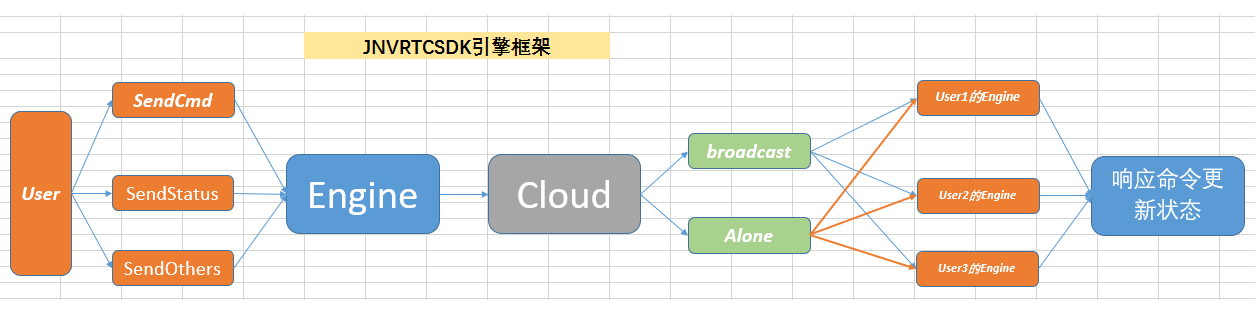 JNVRTCSDK引擎框架
User
SendCmd
SendStatus
SendOthers
Engine
Cloud
broadcast
Alone
User1的Engine
User2的Engine
User3的Engine
响应命令更
新状态